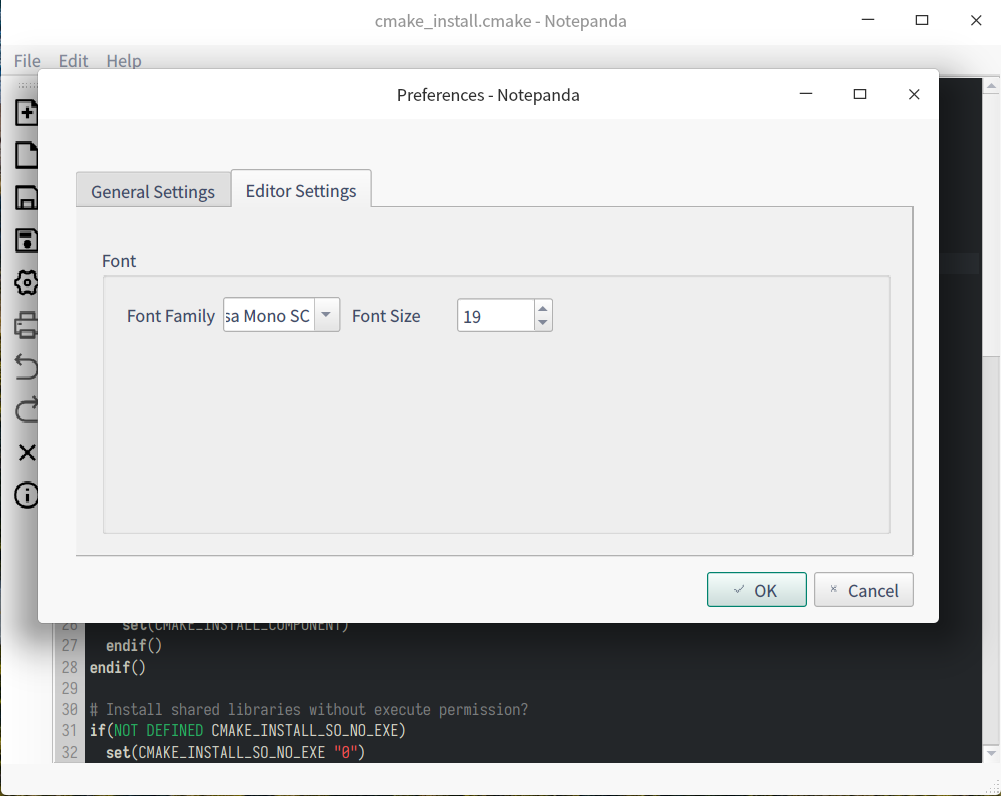 cmake_install.cmake - Notepanda
File Edit Help
Preferences - Notepanda
General Settings Editor Settings
Font
Font Family sa Mono SC Font Size 19
OK Cancel
26 set(CMAKE_INSTALL_COMPONENT)
27 endif()
28 endif()
29
30 # Install shared libraries without execute permission?
31 if(NOT DEFINED CMAKE_INSTALL_SO_NO_EXE)
32 set(CMAKE_INSTALL_SO_NO_EXE "0")